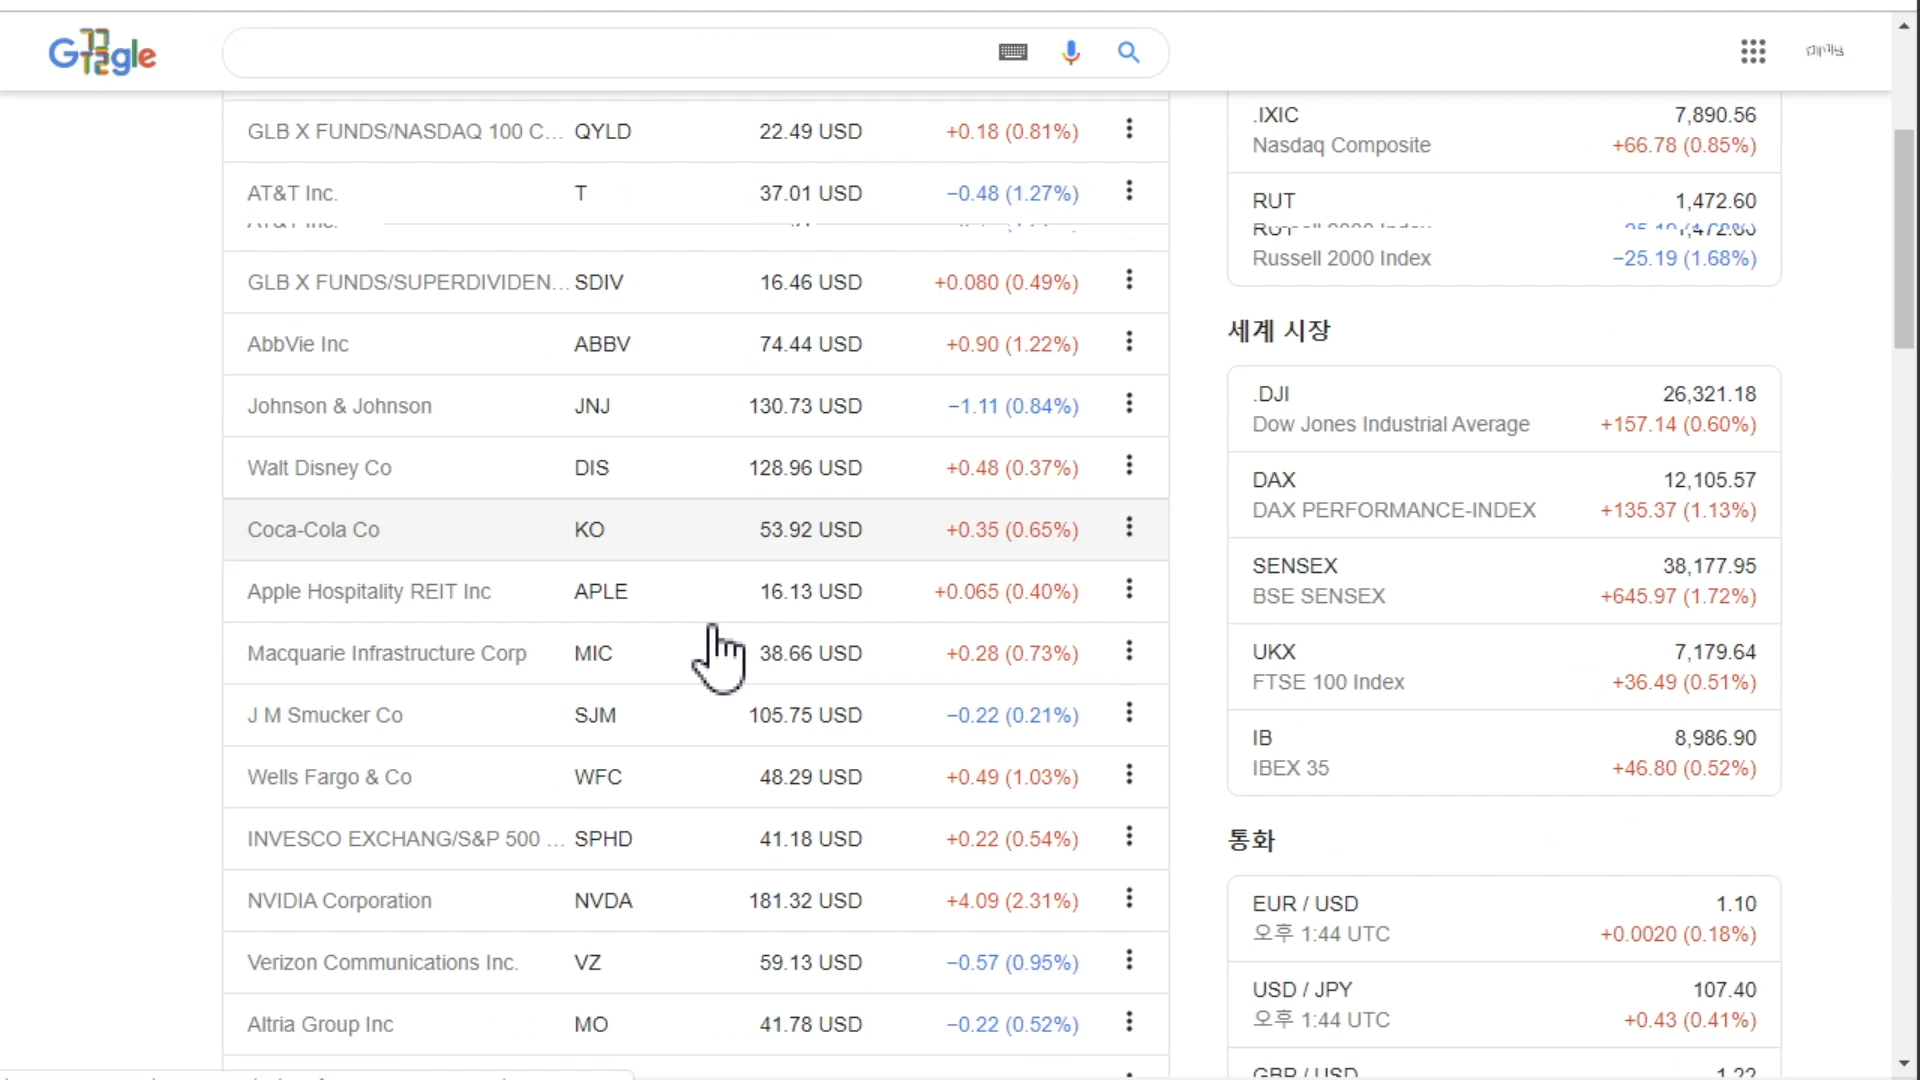 Google
GLB X FUNDS/NASDAQ 100 C... QYLD 22.49 USD +0.18 (0.81%)
AT&T Inc. T 37.01 USD −0.48 (1.27%)
GLB X FUNDS/SUPERDIVIDEN... SDIV 16.46 USD +0.080 (0.49%)
AbbVie Inc ABBV 74.44 USD +0.90 (1.22%)
Johnson & Johnson JNJ 130.73 USD −1.11 (0.84%)
Walt Disney Co DIS 128.96 USD +0.48 (0.37%)
Coca-Cola Co KO 53.92 USD +0.35 (0.65%)
Apple Hospitality REIT Inc APLE 16.13 USD +0.065 (0.40%)
Macquarie Infrastructure Corp MIC 38.66 USD +0.28 (0.73%)
J M Smucker Co SJM 105.75 USD −0.22 (0.21%)
Wells Fargo & Co WFC 48.29 USD +0.49 (1.03%)
INVESCO EXCHANG/S&P 500 ... SPHD 41.18 USD +0.22 (0.54%)
NVIDIA Corporation NVDA 181.32 USD +4.09 (2.31%)
Verizon Communications Inc. VZ 59.13 USD −0.57 (0.95%)
Altria Group Inc MO 41.78 USD −0.22 (0.52%)
.IXIC 7,890.56
Nasdaq Composite +66.78 (0.85%)
RUT 1,472.60
Russell 2000 Index −25.19 (1.68%)
세계 시장
.DJI 26,321.18
Dow Jones Industrial Average +157.14 (0.60%)
DAX 12,105.57
DAX PERFORMANCE-INDEX +135.37 (1.13%)
SENSEX 38,177.95
BSE SENSEX +645.97 (1.72%)
UKX 7,179.64
FTSE 100 Index +36.49 (0.51%)
IB 8,986.90
IBEX 35 +46.80 (0.52%)
통화
EUR / USD 1.10
오후 1:44 UTC +0.0020 (0.18%)
USD / JPY 107.40
오후 1:44 UTC +0.43 (0.41%)
GBP / USD 1.22